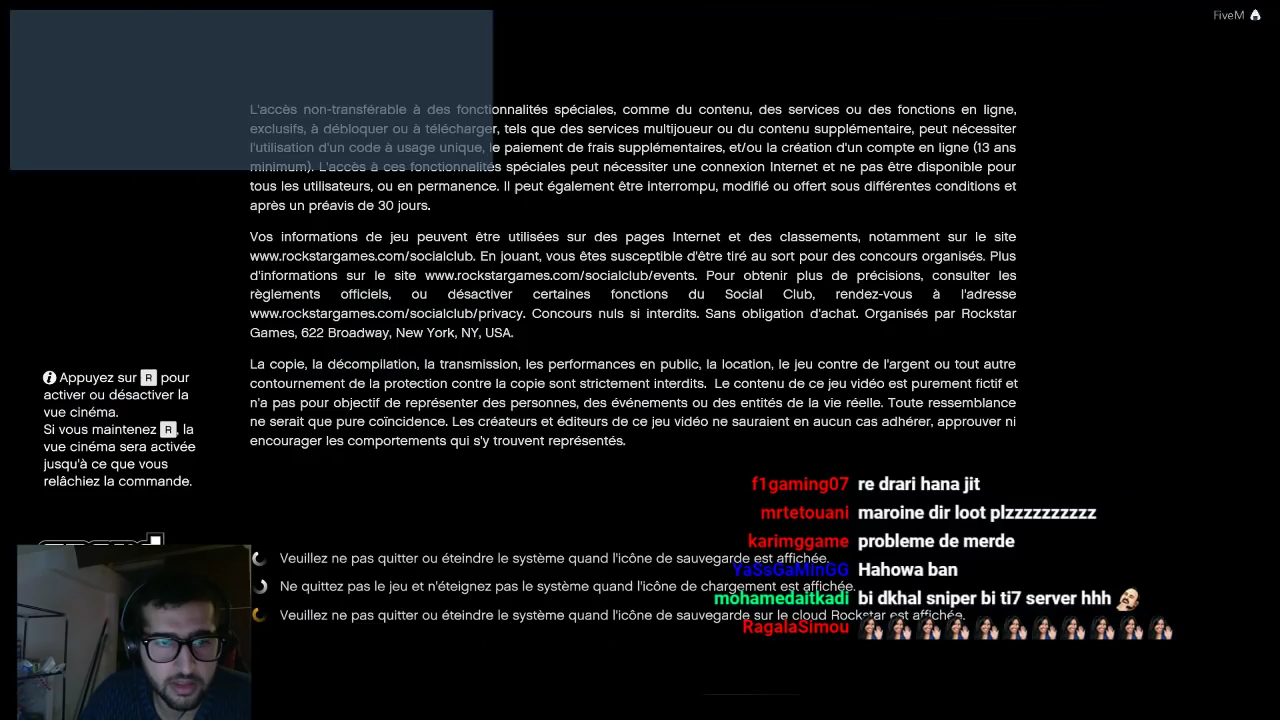 FiveM
L'accès non-transférable à des fonctionnalités spéciales, comme du contenu, des services ou des fonctions en ligne,
exclusifs, à débloquer ou à télécharger, tels que des services multijoueur ou du contenu supplémentaire, peut nécessiter
l'utilisation d'un code à usage unique, le paiement de frais supplémentaires, et/ou la création d'un compte en ligne (13 ans
minimum). L'accès à ces fonctionnalités spéciales peut nécessiter une connexion Internet et ne pas être disponible pour
tous les utilisateurs, ou en permanence. Il peut également être interrompu, modifié ou offert sous différentes conditions et
après un préavis de 30 jours.
Vos informations de jeu peuvent être utilisées sur des pages Internet et des classements, notamment sur le site
www.rockstargames.com/socialclub. En jouant, vous êtes susceptible d'être tiré au sort pour des concours organisés. Plus
d'informations sur le site www.rockstargames.com/socialclub/events. Pour obtenir plus de précisions, consulter les
règlements officiels, ou désactiver certaines fonctions du Social Club, rendez-vous à l'adresse
www.rockstargames.com/socialclub/privacy. Concours nuls si interdits. Sans obligation d'achat. Organisés par Rockstar
Games, 622 Broadway, New York, NY, USA.
La copie, la décompilation, la transmission, les performances en public, la location, le jeu contre de l'argent ou tout autre
contournement de la protection contre la copie sont strictement interdits. Le contenu de ce jeu vidéo est purement fictif et
n'a pas pour objectif de représenter des personnes, des événements ou des entités de la vie réelle. Toute ressemblance
ne serait que pure coïncidence. Les créateurs et éditeurs de ce jeu vidéo ne sauraient en aucun cas adhérer, approuver ni
encourager les comportements qui s'y trouvent représentés.
Appuyez sur R pour
activer ou désactiver la
vue cinéma.
Si vous maintenez R, la
vue cinéma sera activée
jusqu'à ce que vous
relâchiez la commande.
f1gaming07 re drari hana jit
mrtetouani maroine dir loot plzzzzzzzzzz
karimggame probleme de merde
Veuillez ne pas quitter ou éteindre le système quand l'icône de sauvegarde est affichée.
YaSsGaMInGG Hahowa ban
Ne quittez pas le jeu et n'éteignez pas le système quand l'icône de chargement est affichée.
mohamedaitkadi bi dkhal sniper bi ti7 server hhh
Veuillez ne pas quitter ou éteindre le système quand l'icône de sauvegarde sur le cloud Rockstar est affichée.
RagalaSimou